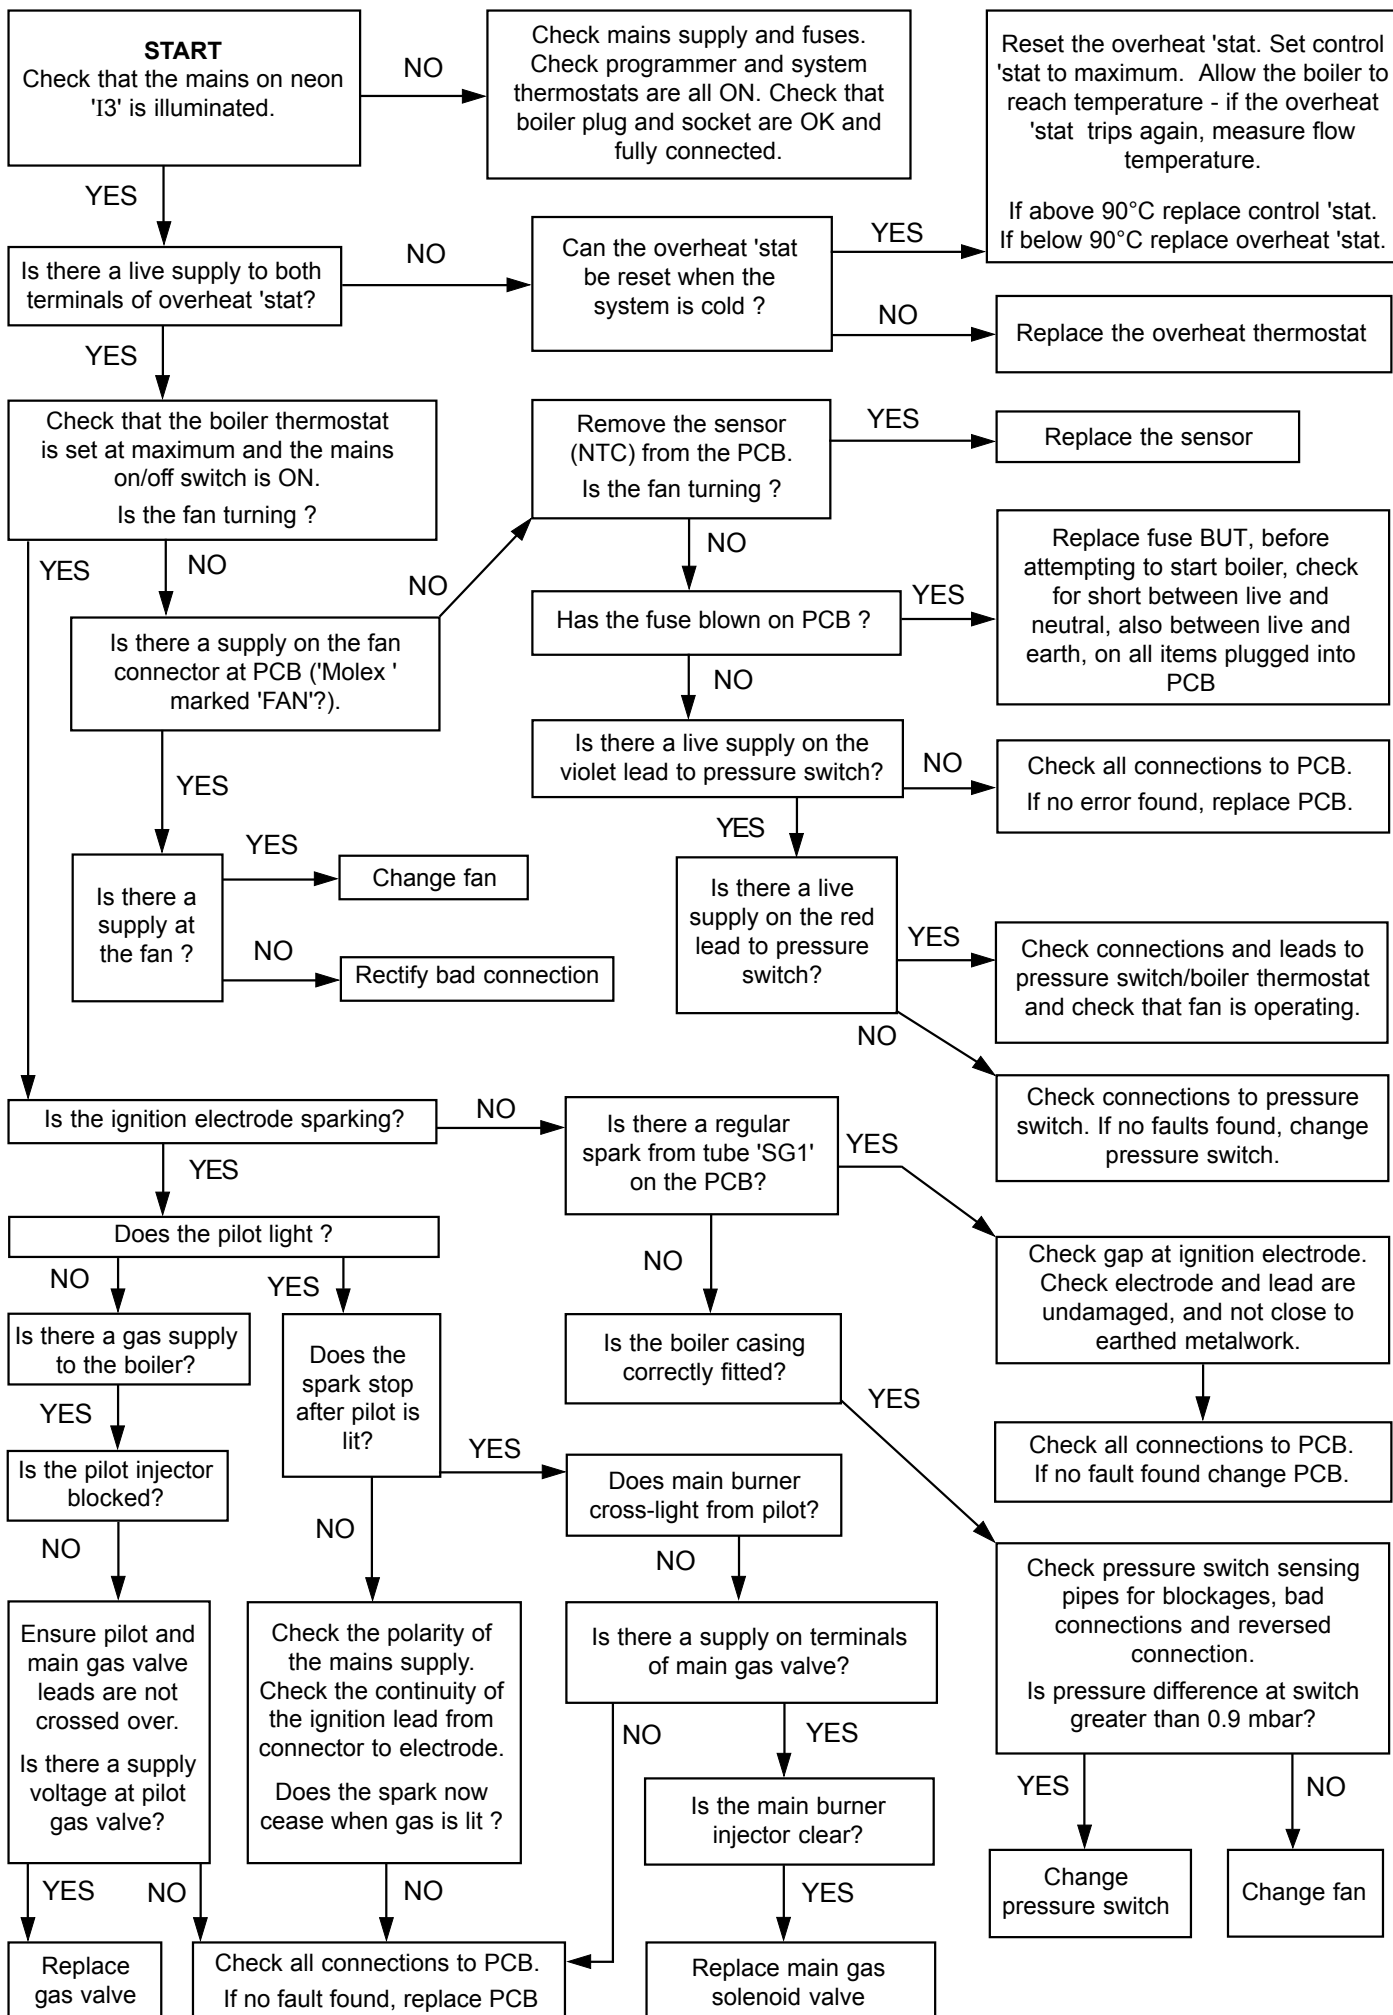 START
Check that the mains on neon
'I3' is illuminated.
NO
Check mains supply and fuses.
Check programmer and system
thermostats are all ON. Check that
boiler plug and socket are OK and
fully connected.
Reset the overheat 'stat. Set control
'stat to maximum. Allow the boiler to
reach temperature - if the overheat
'stat trips again, measure flow
temperature.
If above 90°C replace control 'stat.
If below 90°C replace overheat 'stat.
YES
Is there a live supply to both
terminals of overheat 'stat?
NO
Can the overheat 'stat
be reset when the
system is cold ?
YES
NO
Replace the overheat thermostat
YES
Check that the boiler thermostat
is set at maximum and the mains
on/off switch is ON.
Is the fan turning ?
Remove the sensor
(NTC) from the PCB.
Is the fan turning ?
YES
Replace the sensor
YES
NO
NO
NO
Is there a supply on the fan
connector at PCB ('Molex '
marked 'FAN'?).
Has the fuse blown on PCB ?
YES
Replace fuse BUT, before
attempting to start boiler, check
for short between live and
neutral, also between live and
earth, on all items plugged into
PCB
NO
Is there a live supply on the
violet lead to pressure switch?
NO
Check all connections to PCB.
If no error found, replace PCB.
YES
YES
Is there a
supply at
the fan ?
YES
Change fan
NO
Rectify bad connection
Is there a live
supply on the red
lead to pressure
switch?
YES
Check connections and leads to
pressure switch/boiler thermostat
and check that fan is operating.
NO
Check connections to pressure
switch. If no faults found, change
pressure switch.
Is the ignition electrode sparking?
NO
Is there a regular
spark from tube 'SG1'
on the PCB?
YES
YES
Does the pilot light ?
NO
Check gap at ignition electrode.
Check electrode and lead are
undamaged, and not close to
earthed metalwork.
NO
YES
Is there a gas supply
to the boiler?
Does the
spark stop
after pilot is
lit?
Is the boiler casing
correctly fitted?
YES
YES
Check all connections to PCB.
If no fault found change PCB.
Is the pilot injector
blocked?
YES
Does main burner
cross-light from pilot?
NO
NO
NO
Check pressure switch sensing
pipes for blockages, bad
connections and reversed
connection.
Is pressure difference at switch
greater than 0.9 mbar?
Ensure pilot and
main gas valve
leads are not
crossed over.
Is there a supply
voltage at pilot
gas valve?
Check the polarity of
the mains supply.
Check the continuity of
the ignition lead from
connector to electrode.
Does the spark now
cease when gas is lit ?
Is there a supply on terminals
of main gas valve?
NO
YES
YES
NO
Is the main burner
injector clear?
Change
pressure switch
Change fan
YES
NO
NO
YES
Replace
gas valve
Check all connections to PCB.
If no fault found, replace PCB
Replace main gas
solenoid valve